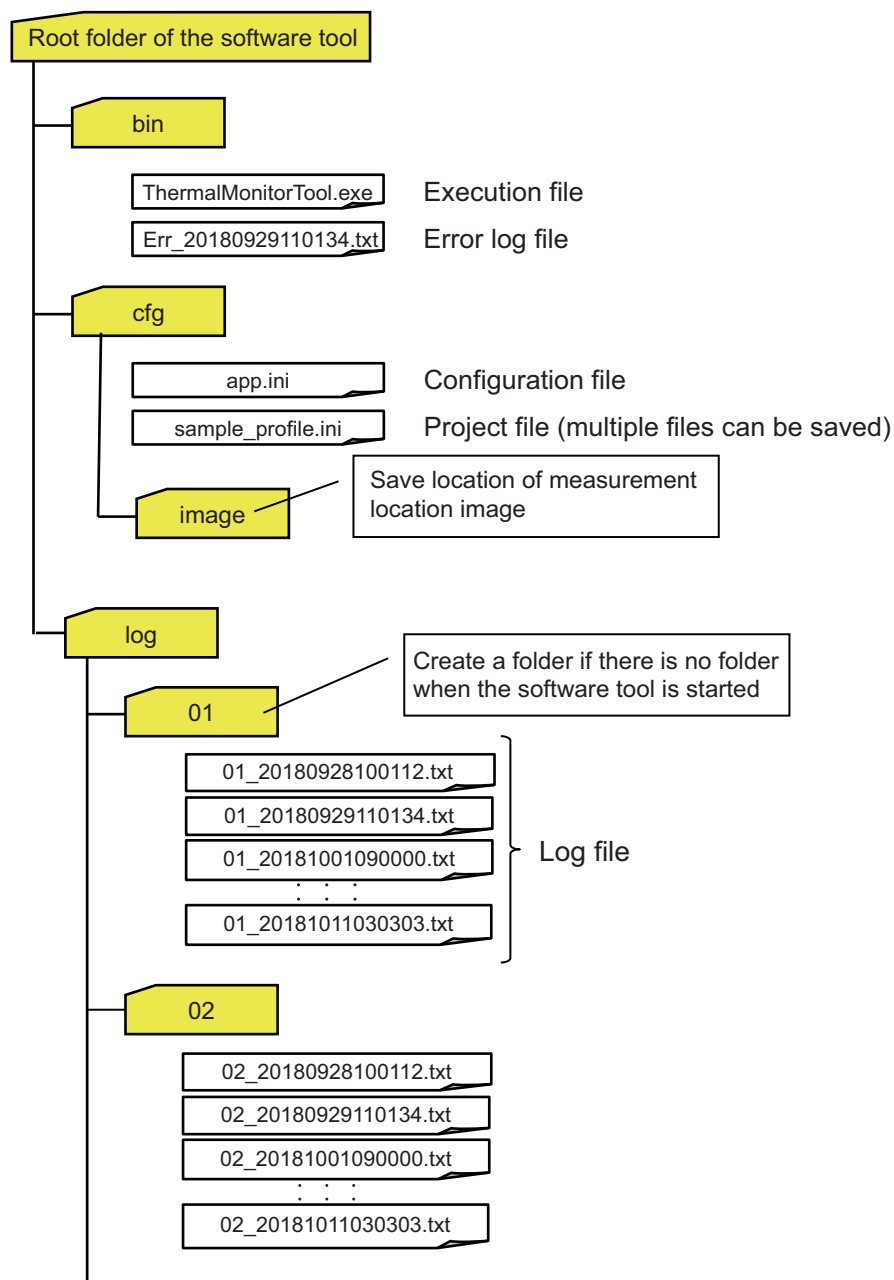 Root folder of the software tool
bin
ThermalMonitorTool.exe
Execution file
Err_20180929110134.txt
Error log file
cfg
app.ini
Configuration file
sample_profile.ini
Project file (multiple files can be saved)
image
Save location of measurement
location image
log
Create a folder if there is no folder
when the software tool is started
01
01_20180928100112.txt
01_20180929110134.txt
01_20181001090000.txt
Log file
01_20181011030303.txt
02
02_20180928100112.txt
02_20180929110134.txt
02_20181001090000.txt
02_20181011030303.txt